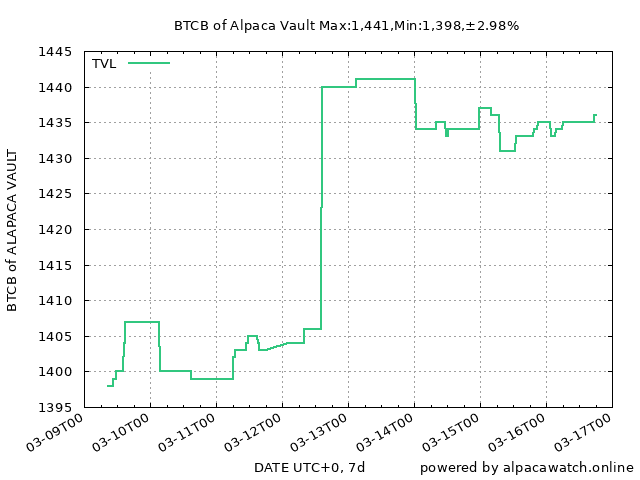 BTCB of Alpaca Vault Max:1,441,Min:1,398,±2.98%
TVL
1445
1440
1435
1430
1425
1420
1415
1410
1405
1400
1395
BTCB of ALAPACA VAULT
03-09T00
03-10T00
03-11T00
03-12T00
03-13T00
03-14T00
03-15T00
03-16T00
03-17T00
DATE UTC+0, 7d
powered by alpacawatch.online